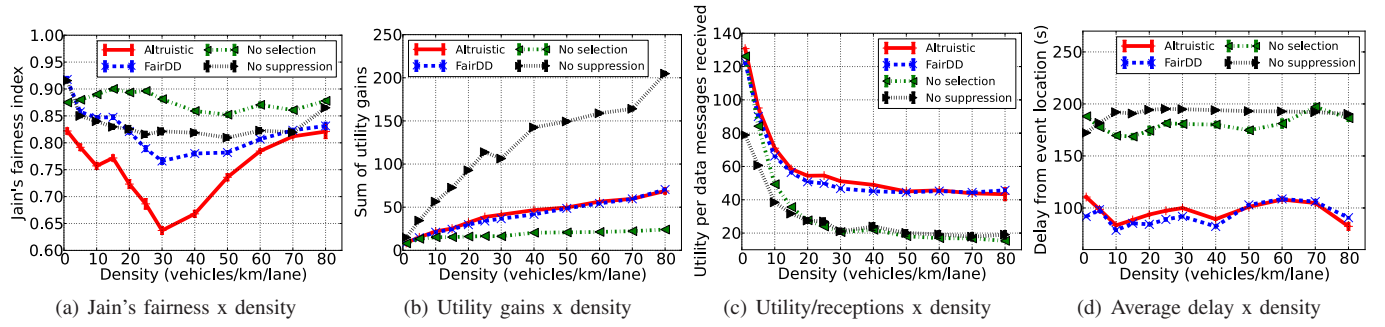 1.00
0.95
0.90
0.85
0.80
0.75
0.70
0.65
0.60
Jain's fairness index
Altruistic
FairDD
No selection
No suppression
0 10 20 30 40 50 60 70 80
Density (vehicles/km/lane)
(a) Jain's fairness x density
250
200
150
100
50
0
Sum of utility gains
Altruistic
FairDD
No selection
No suppression
0 10 20 30 40 50 60 70 80
Density (vehicles/km/lane)
(b) Utility gains x density
140
120
100
80
60
40
20
Utility per data messages received
Altruistic
FairDD
No selection
No suppression
0 10 20 30 40 50 60 70 80
Density (vehicles/km/lane)
(c) Utility/receptions x density
250
200
150
100
Delay from event location (s)
Altruistic
FairDD
No selection
No suppression
0 10 20 30 40 50 60 70 80
Density (vehicles/km/lane)
(d) Average delay x density